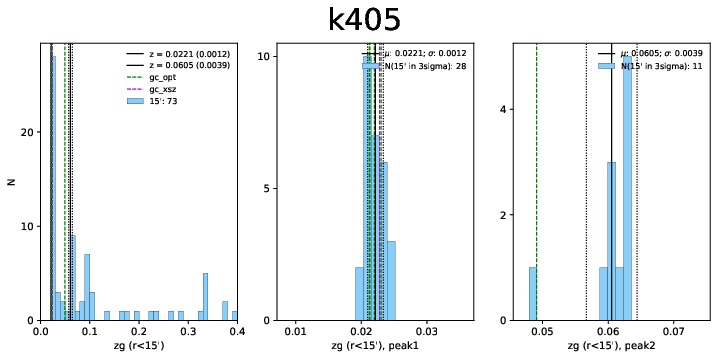 k405
z = 0.0221 (0.0012)
z = 0.0605 (0.0039)
gc_opt
gc_xsz
15': 73
N
0
10
20
0.0 0.1 0.2 0.3 0.4
zg (r<15')
μ: 0.0221; σ: 0.0012
N(15' in 3sigma): 28
0
5
10
0.01 0.02 0.03
zg (r<15'), peak1
μ: 0.0605; σ: 0.0039
N(15' in 3sigma): 11
0
2
4
0.05 0.06 0.07
zg (r<15'), peak2